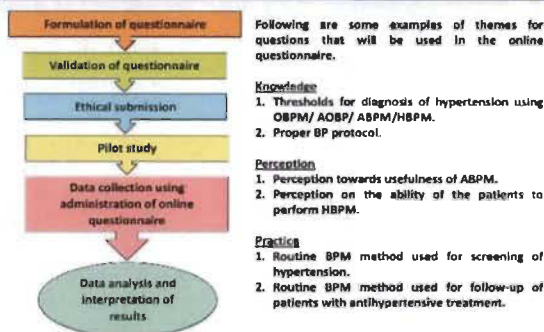 Formulation of questionnaire
Validation of questionnaire
Ethical submission
Pilot study
Data collection using
administration of online
questionnaire
Data analysis and
interpretation of
results
Following are some examples of themes for
questions that will be used in the online
questionnaire.
Knowledge
1. Thresholds for diagnosis of hypertension using
OBPM/ AOBP/ ABPM/HBPM.
2. Proper BP protocol.
Perception
1. Perception towards usefulness of ABPM.
2. Perception on the ability of the patients to
perform HBPM.
Practice
1. Routine BPM method used for screening of
hypertension.
2. Routine BPM method used for follow-up of
patients with antihypertensive treatment.